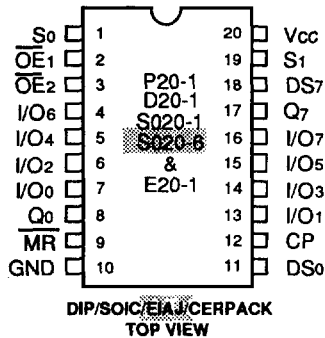 S0 1 20 Vcc
OE1 2 19 S1
OE2 3 P20-1 18 DS7
I/O6 4 D20-1 17 Q7
I/O4 5 S020-1 16 I/O7
I/O2 6 S020-6 15 I/O5
I/O0 7 & 14 I/O3
Q0 8 E20-1 13 I/O1
MR 9 12 CP
GND 10 11 DS0
DIP/SOIC/EIAJ/CERPACK
TOP VIEW